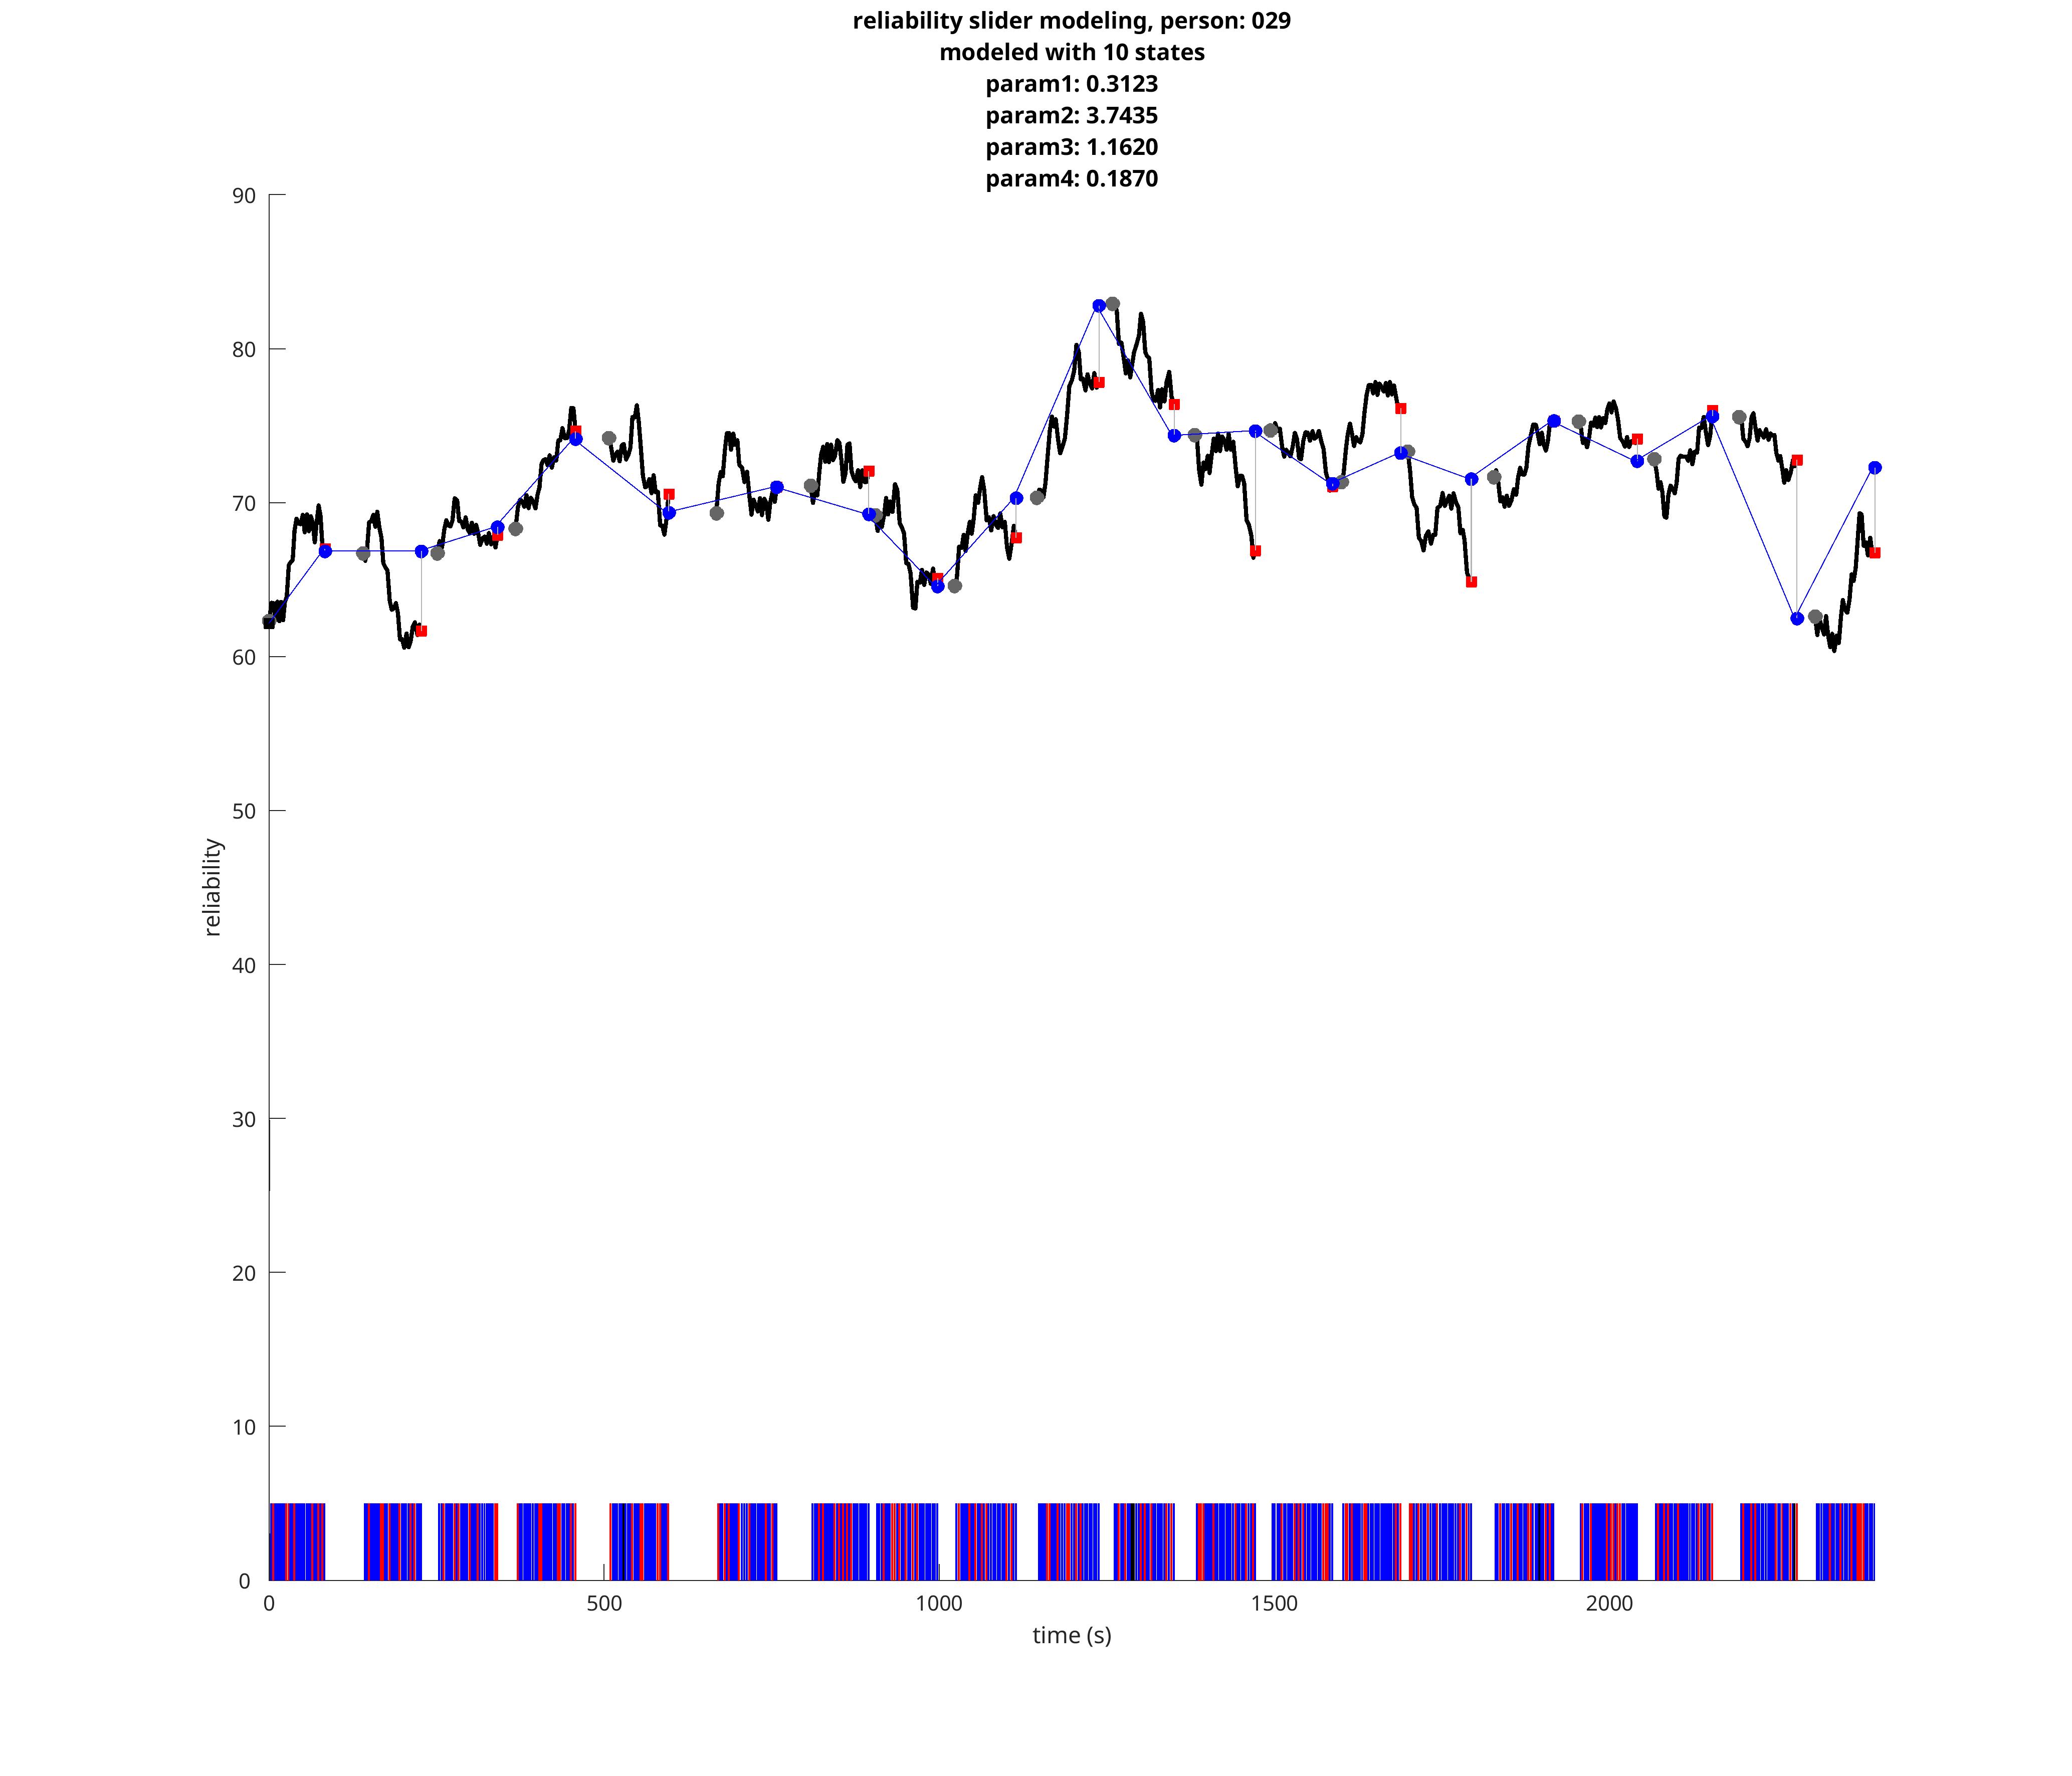 reliability slider modeling, person: 029
modeled with 10 states
param1: 0.3123
param2: 3.7435
param3: 1.1620
param4: 0.1870
90
80
70
60
50
40
30
20
10
0
reliability
0 500 1000 1500 2000
time (s)